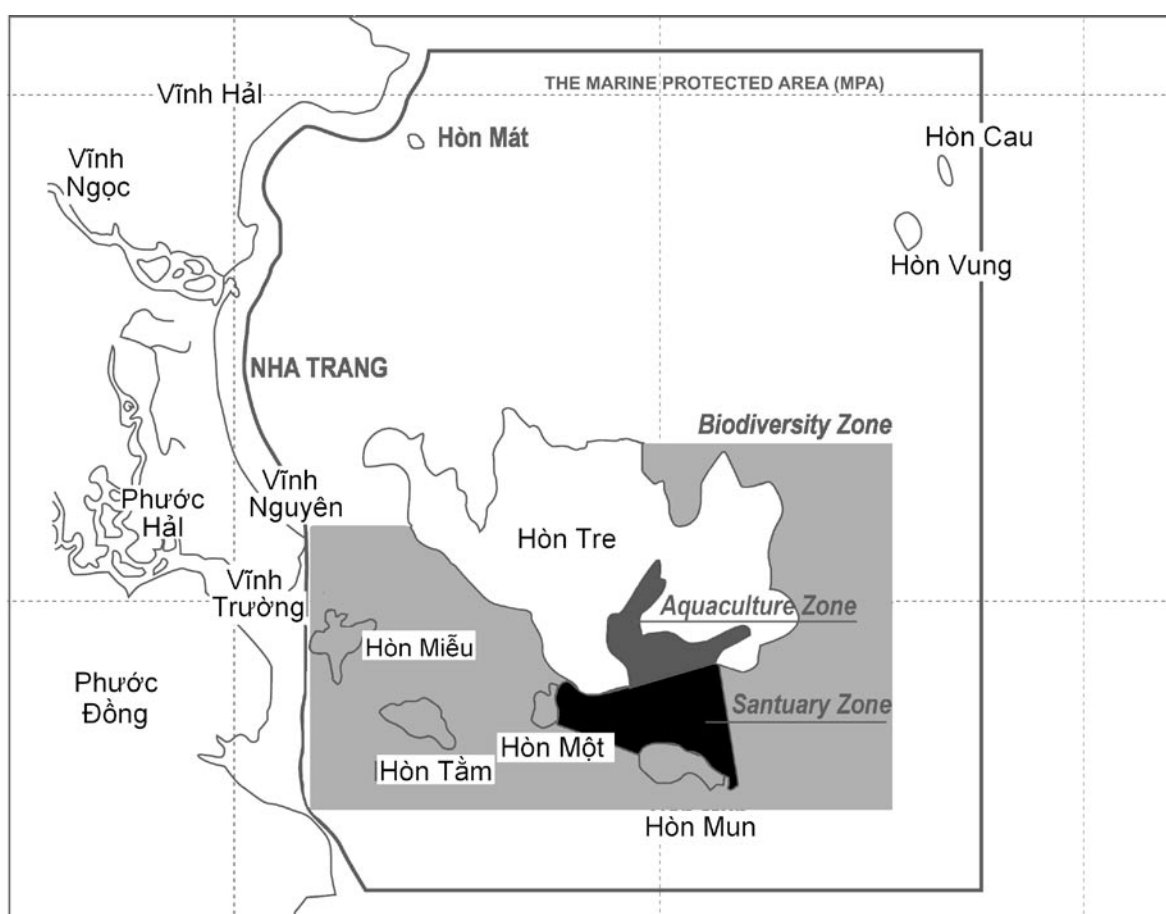 THE MARINE PROTECTED AREA (MPA)
Vĩnh Hải
Hòn Mát
Hòn Cau
Vĩnh
Ngọc
Hòn Vung
NHA TRANG
Biodiversity Zone
Vĩnh
Nguyên
Phước
Hải
Hòn Tre
Vĩnh
Trường
Aquaculture Zone
Hòn Miễu
Phước
Đồng
Santuary Zone
Hòn Một
Hòn Tằm
Hòn Mun